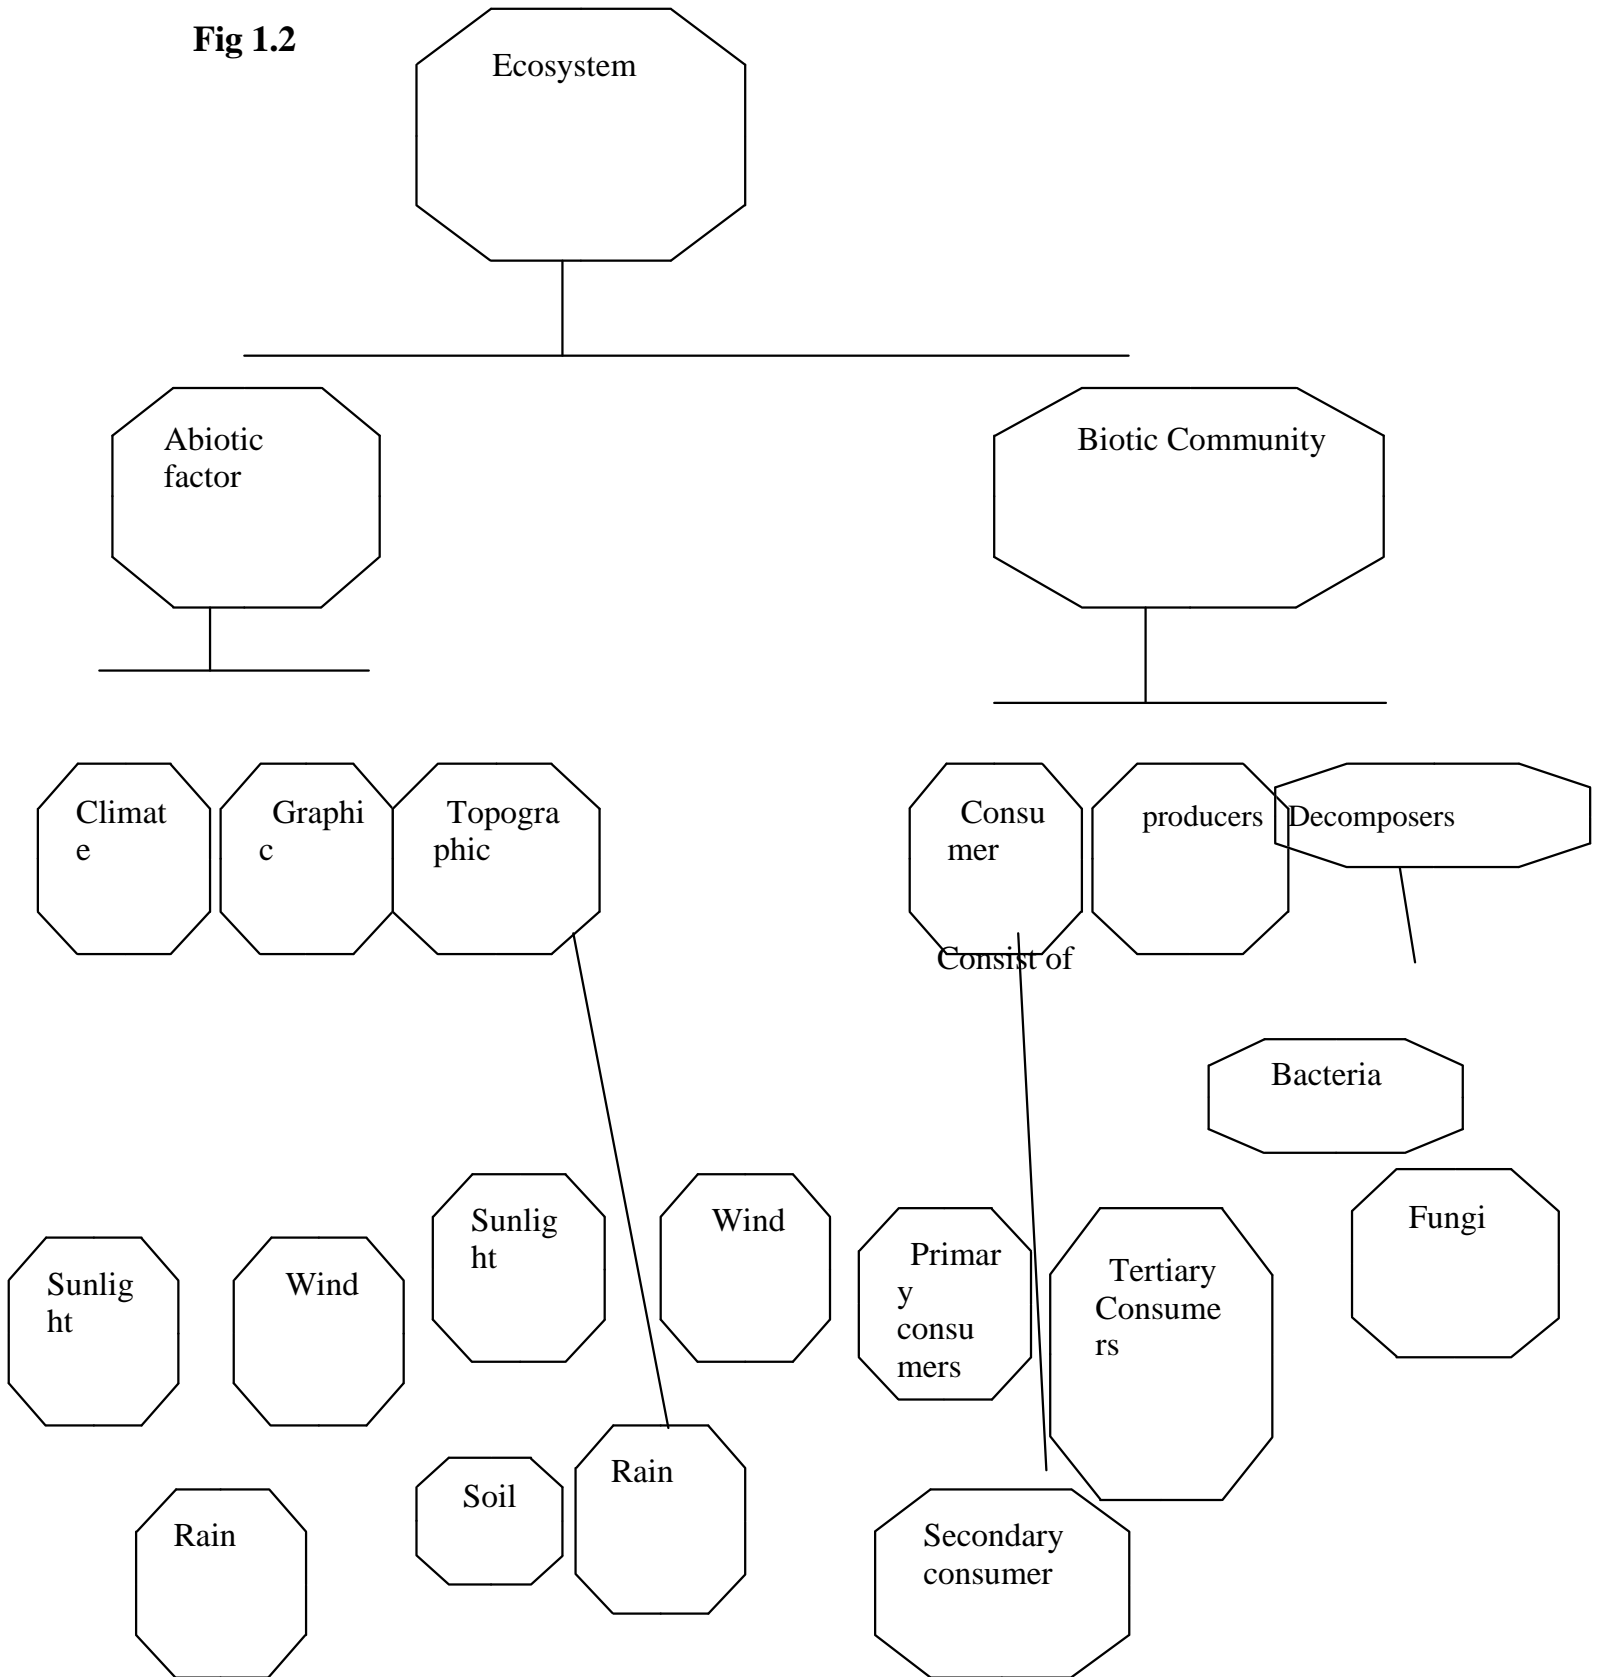 Fig 1.2
Ecosystem
Abiotic
factor
Biotic Community
Climat
e
Graphi
c
Topogra
phic
Consu
mer
producers
Decomposers
Consist of
Bacteria
Sunlig
ht
Wind
Primar
y
consu
mers
Tertiary
Consume
rs
Fungi
Sunlig
ht
Wind
Rain
Soil
Rain
Secondary
consumer